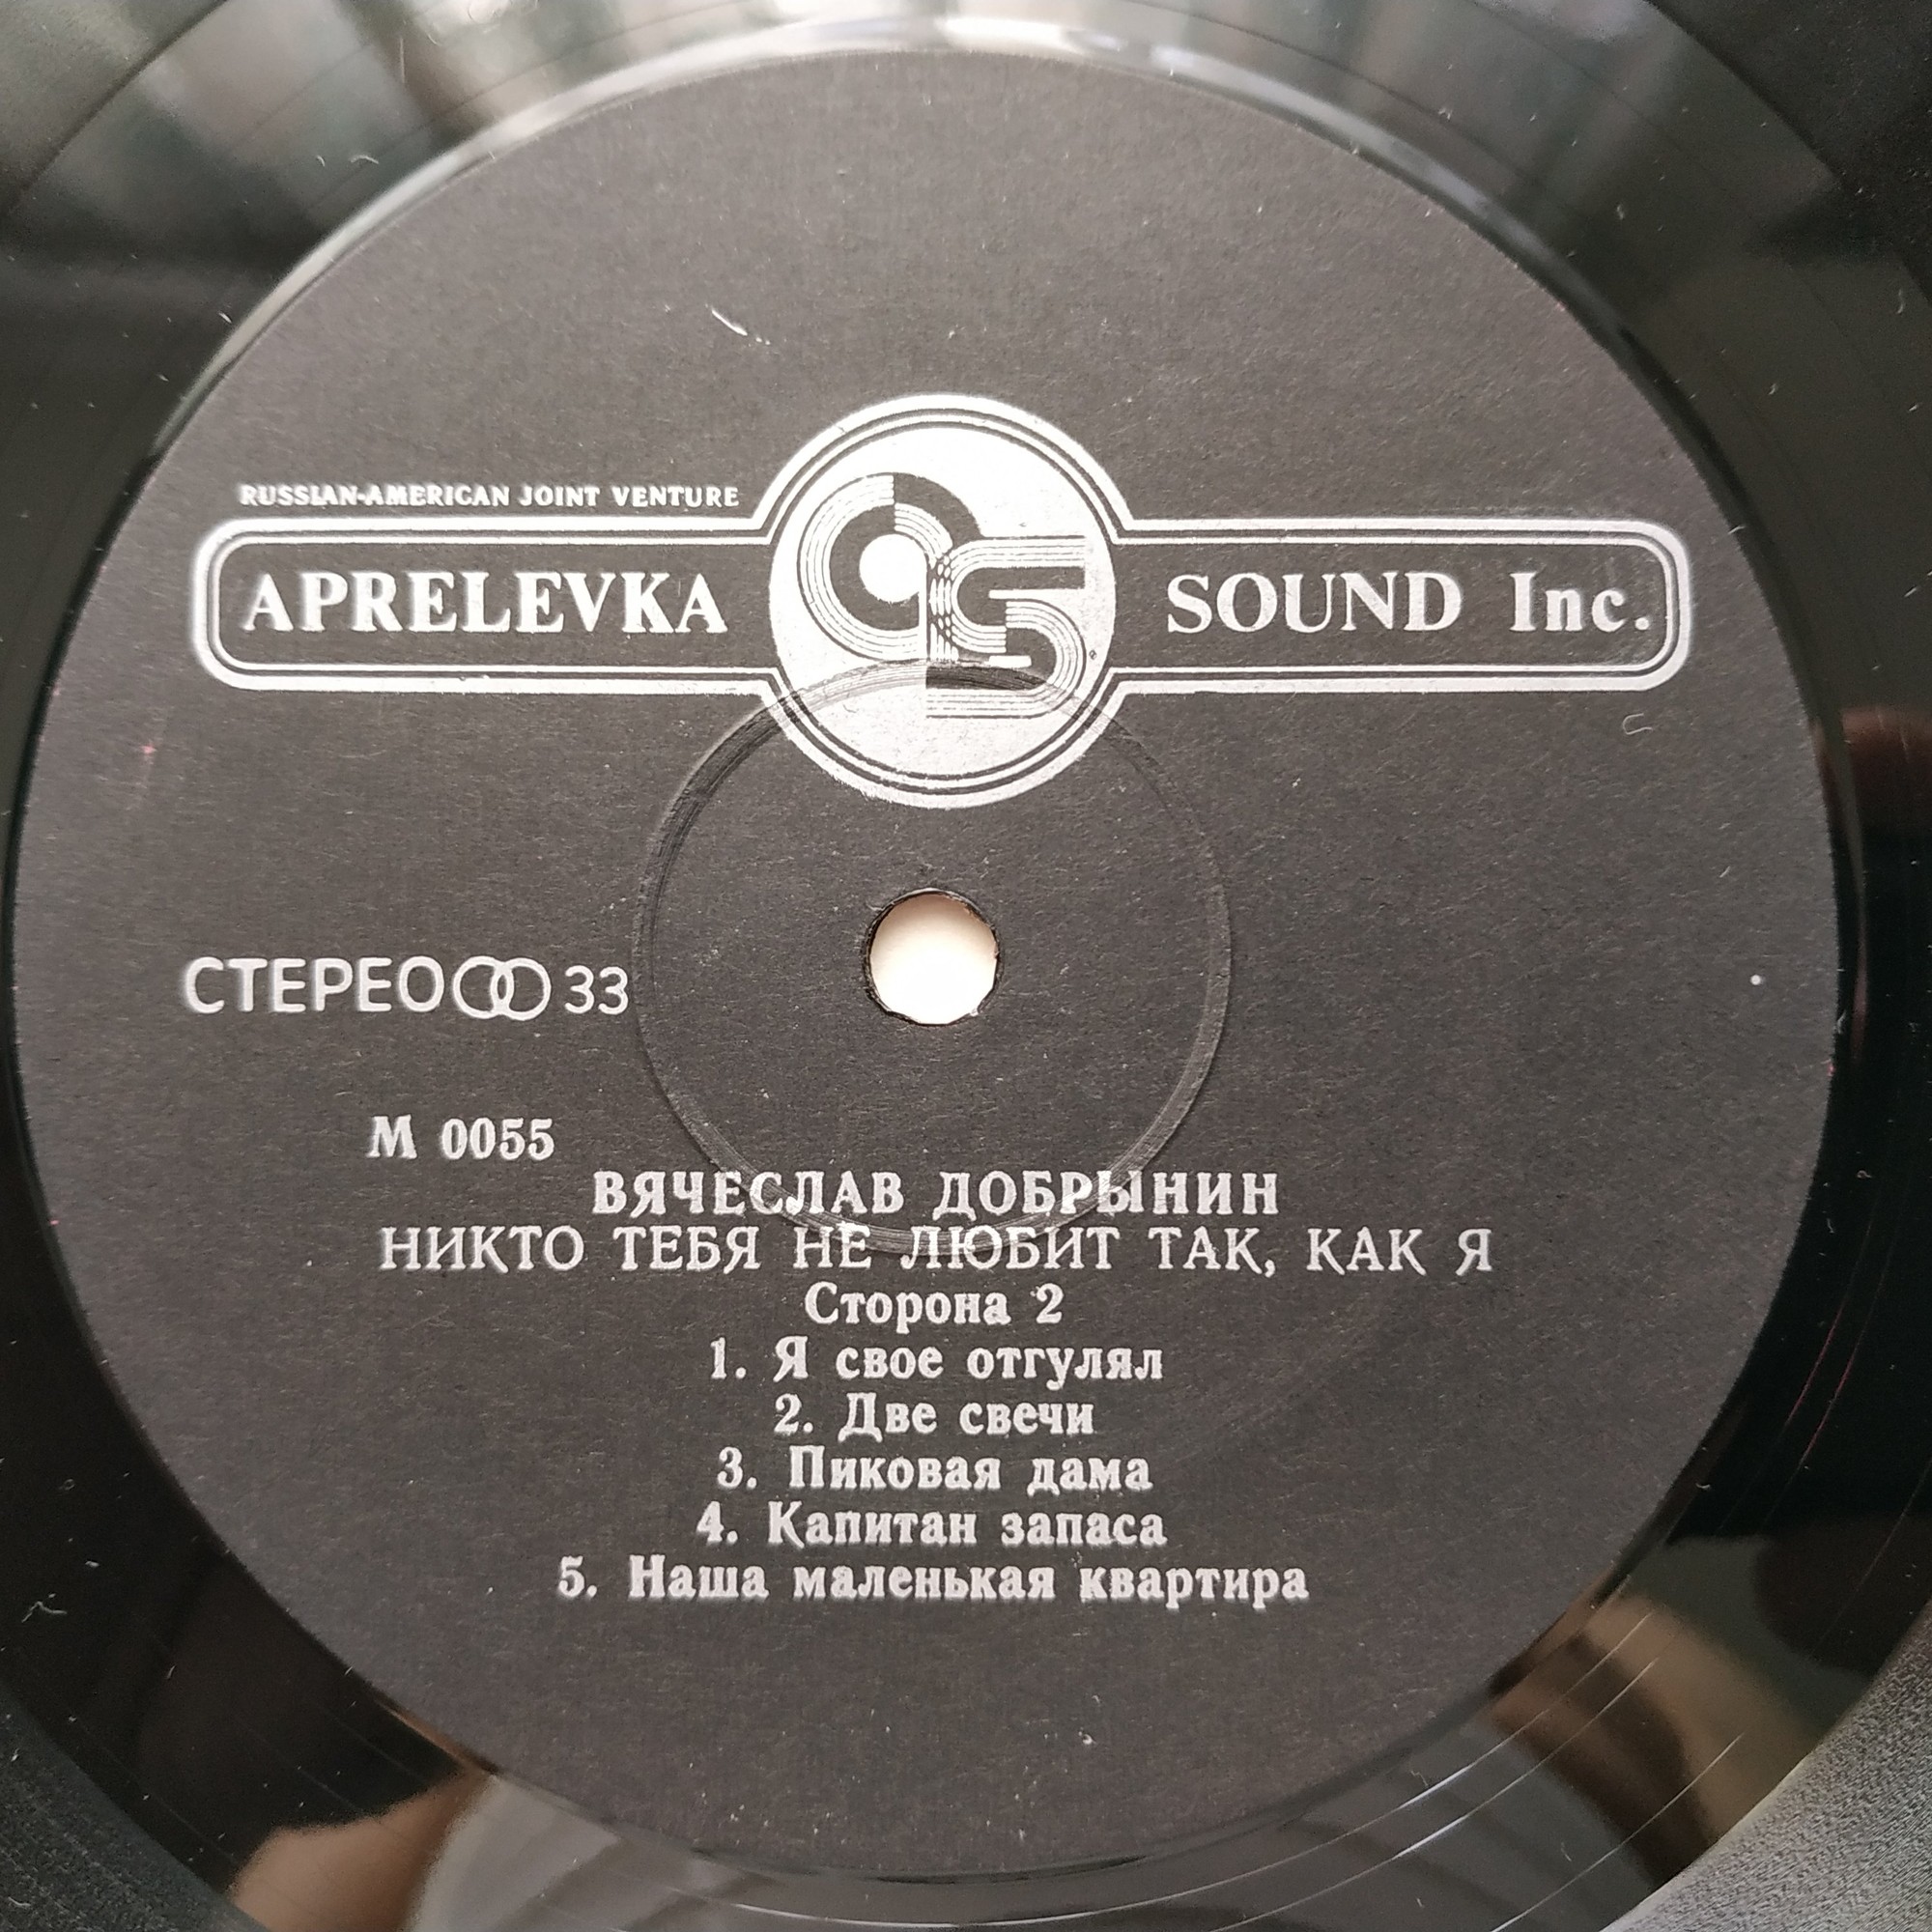 RUSSIAN-AMERICAN JOINT VENTURE
APRELEVKA SOUND Inc.
СТЕРЕО 33
М 0055
ВЯЧЕСЛАВ ДОБРЫНИН
НИКТО ТЕБЯ НЕ ЛЮБИТ ТАК, КАК Я
Сторона 2
1. Я свое отгулял
2. Две свечи
3. Пиковая дама
4. Капитан запаса
5. Наша маленькая квартира